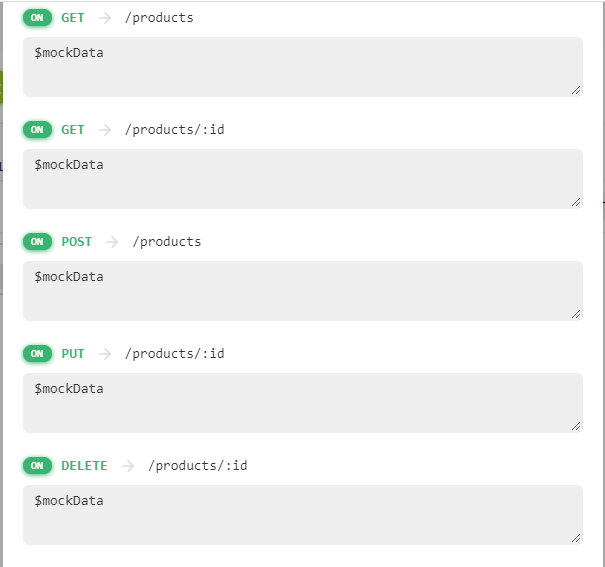 ON GET → /products
$mockData
ON GET → /products/:id
$mockData
ON POST → /products
$mockData
ON PUT → /products/:id
$mockData
ON DELETE → /products/:id
$mockData